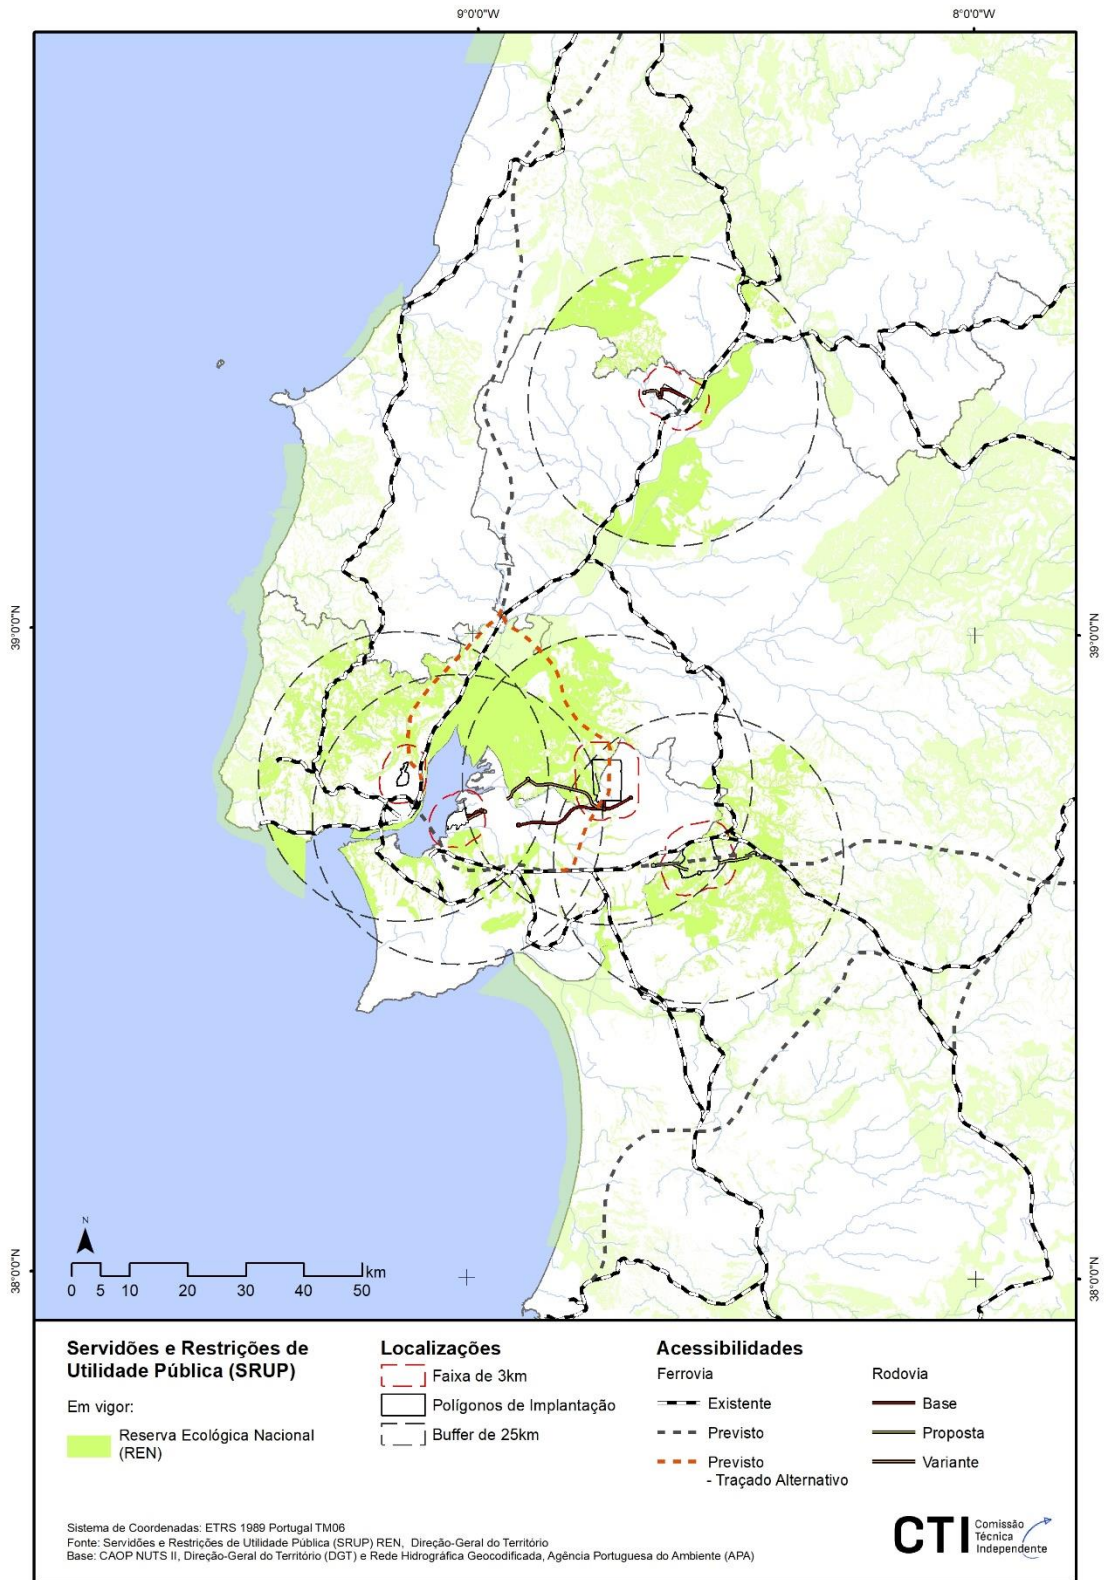 9°0'0"W
8°0'0"W
39°0'0"N
39°0'0"N
38°0'0"N
38°0'0"N
N
km
0 5 10 20 30 40 50
Servidões e Restrições de
Utilidade Pública (SRUP)
Em vigor:
Reserva Ecológica Nacional
(REN)
Localizações
Faixa de 3km
Polígonos de Implantação
Buffer de 25km
Acessibilidades
Ferrovia
Existente
Previsto
Previsto
- Traçado Alternativo
Rodovia
Base
Proposta
Variante
Sistema de Coordenadas: ETRS 1989 Portugal TM06
Fonte: Servidões e Restrições de Utilidade Pública (SRUP) REN, Direção-Geral do Território
Base: CAOP NUTS II, Direção-Geral do Território (DGT) e Rede Hidrográfica Geocodificada, Agência Portuguesa do Ambiente (APA)
CTI
Comissão
Técnica
Independente